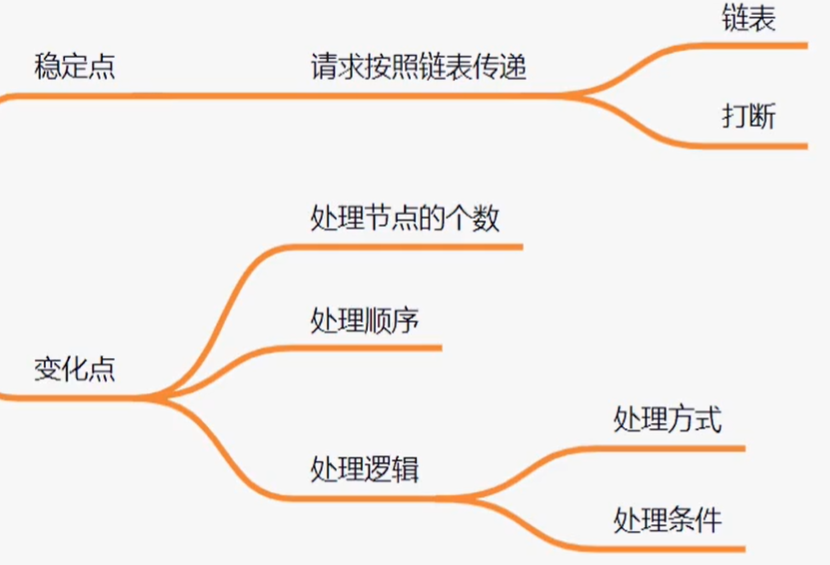 稳定点
请求按照链表传递
链表
打断
变化点
处理节点的个数
处理顺序
处理逻辑
处理方式
处理条件